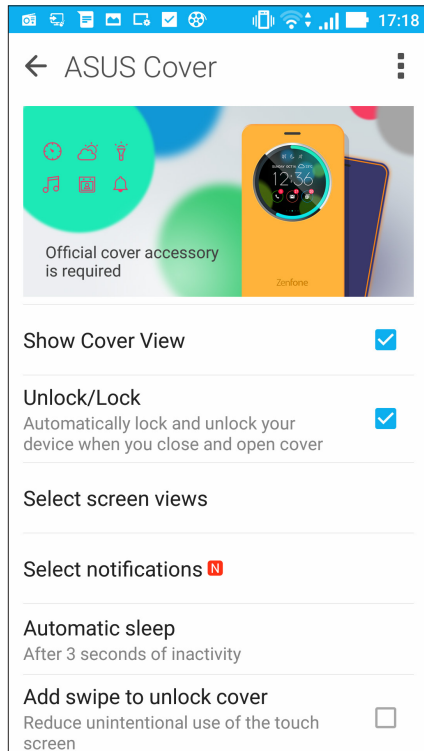 17:18
ASUS Cover
12:36
Official cover accessory
is required
Zenfone
Show Cover View
Unlock/Lock
Automatically lock and unlock your
device when you close and open cover
Select screen views
Select notifications N
Automatic sleep
After 3 seconds of inactivity
Add swipe to unlock cover
Reduce unintentional use of the touch
screen